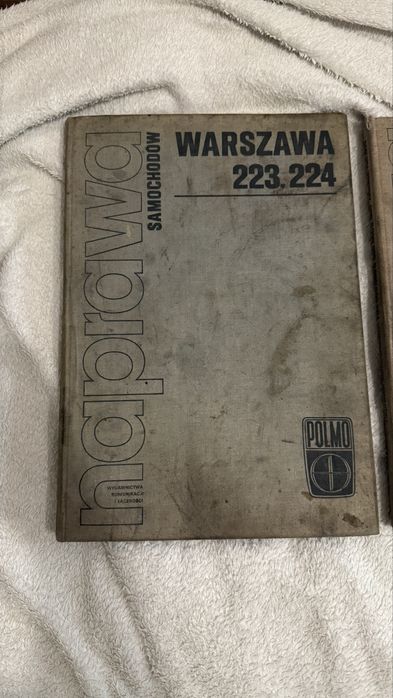 naprawa
SAMOCHODÓW
WARSZAWA
223, 224
POLMO
WYDAWNICTWA
KOMUNIKACJI
I ŁĄCZNOŚCI